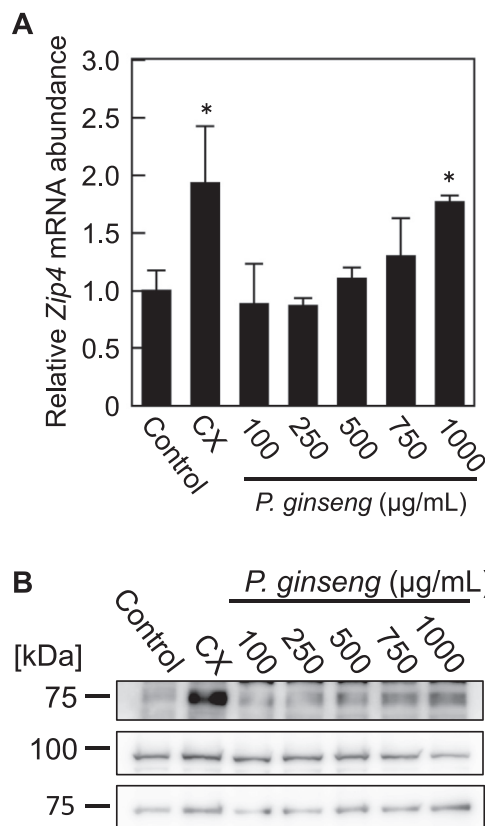 A
Relative Zip4 mRNA abundance
3.0
2.5
2.0
1.5
1.0
0.5
0
*
*
Control
CX
100
250
500
750
1000
P. ginseng (µg/mL)
B
P. ginseng (µg/mL)
[kDa]
Control
CX
100
250
500
750
1000
75
100
75